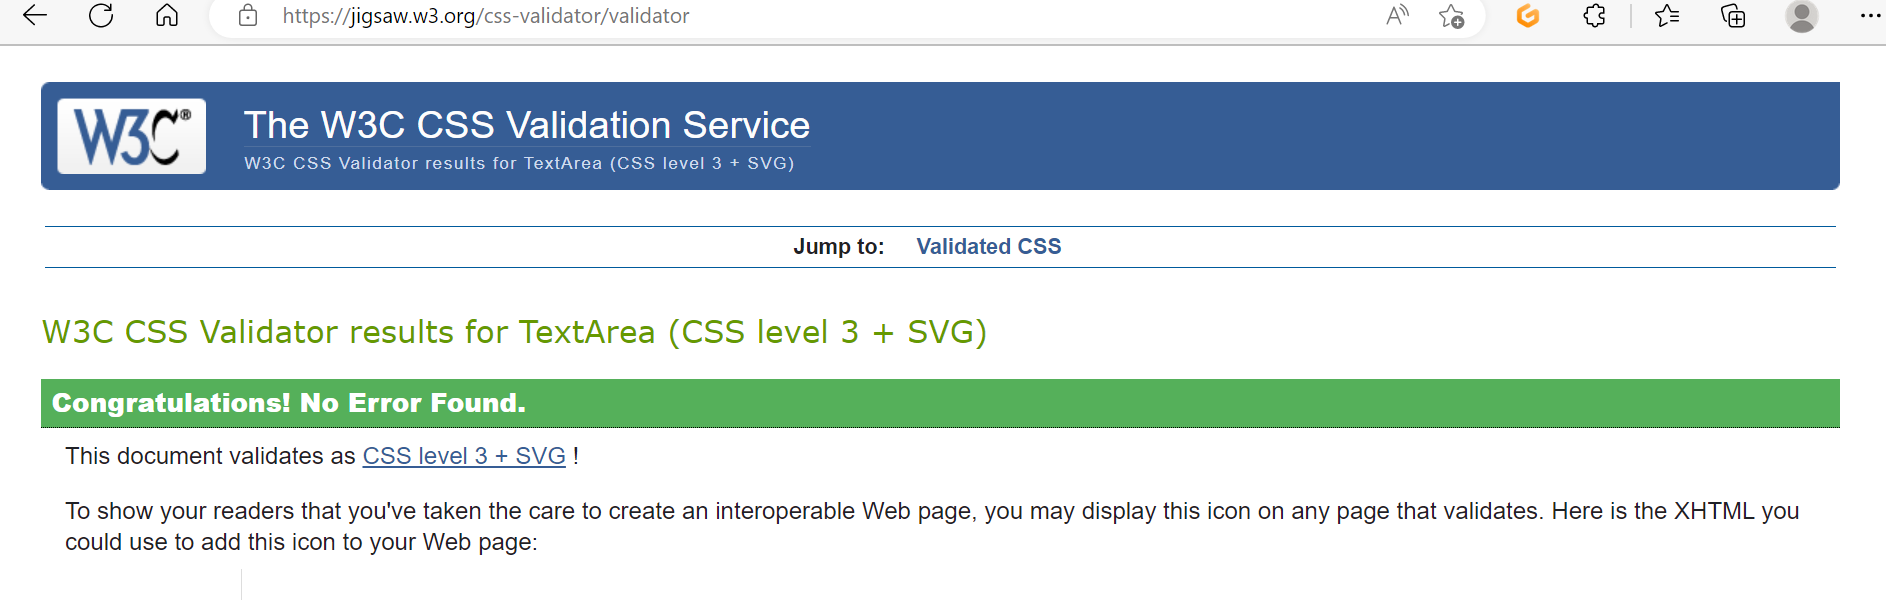 https://jigsaw.w3.org/css-validator/validator
W3C®
The W3C CSS Validation Service
W3C CSS Validator results for TextArea (CSS level 3 + SVG)
Jump to: Validated CSS
W3C CSS Validator results for TextArea (CSS level 3 + SVG)
Congratulations! No Error Found.
This document validates as CSS level 3 + SVG !
To show your readers that you've taken the care to create an interoperable Web page, you may display this icon on any page that validates. Here is the XHTML you
could use to add this icon to your Web page: